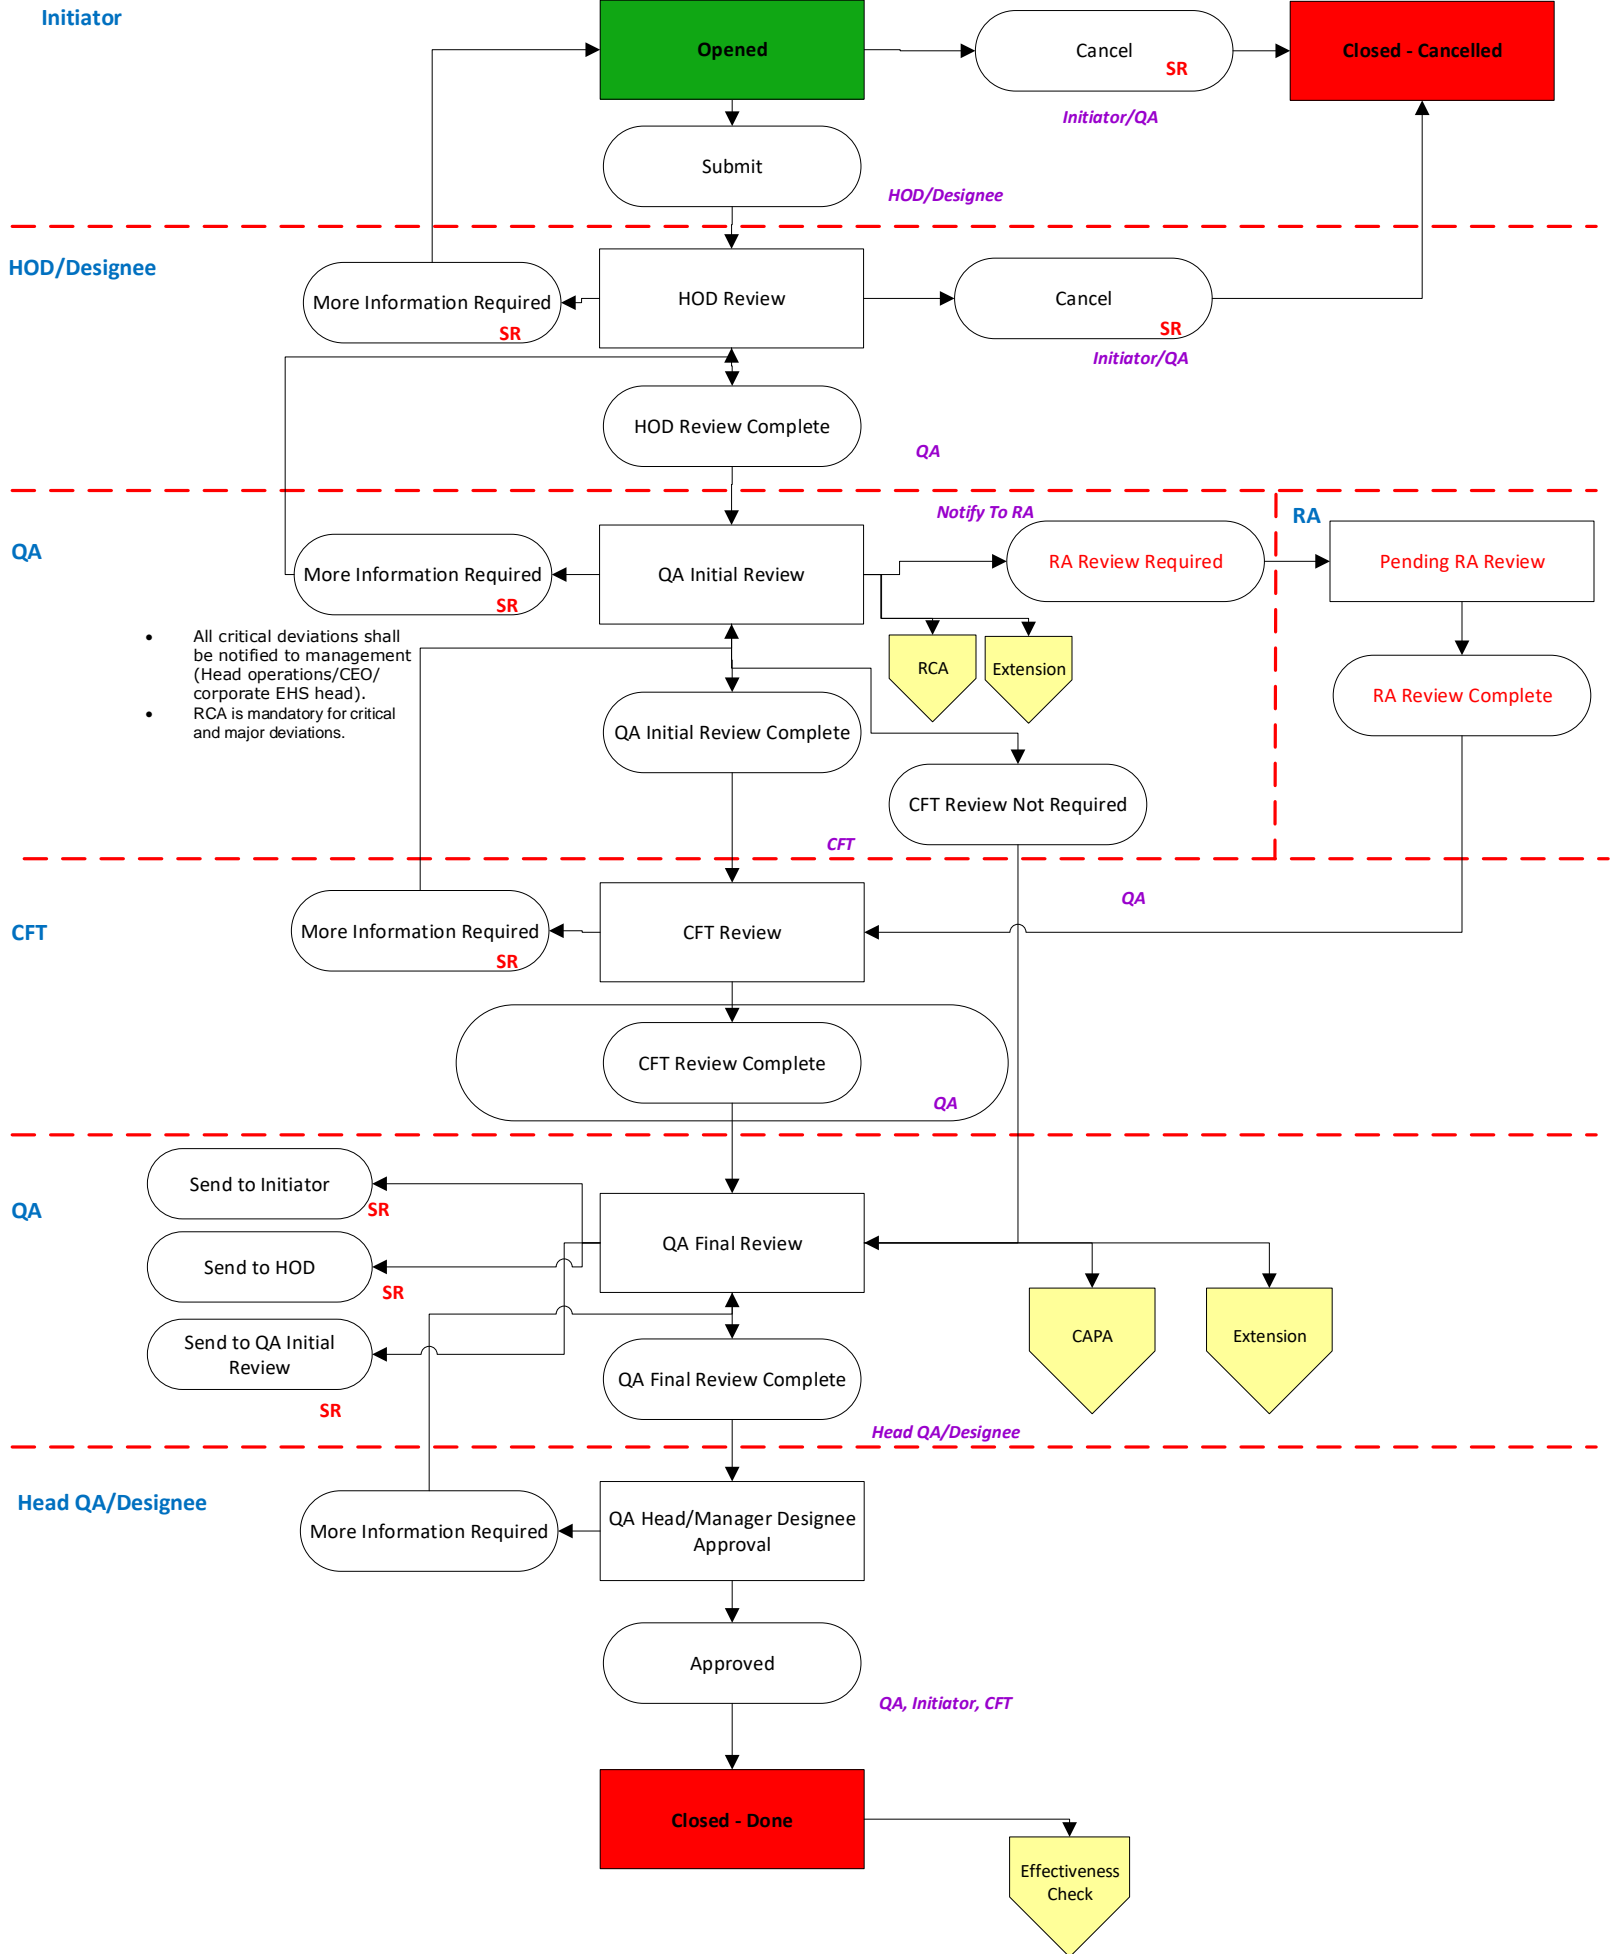 Initiator
Opened
Cancel
SR
Closed - Cancelled
Initiator/QA
Submit
HOD/Designee
HOD/Designee
More Information Required
SR
HOD Review
Cancel
SR
Initiator/QA
HOD Review Complete
QA
Notify To RA
RA
QA
More Information Required
SR
QA Initial Review
RA Review Required
Pending RA Review
• All critical deviations shall
be notified to management
(Head operations/CEO/
corporate EHS head).
• RCA is mandatory for critical
and major deviations.
RCA
Extension
RA Review Complete
QA Initial Review Complete
CFT Review Not Required
CFT
QA
CFT
More Information Required
SR
CFT Review
CFT Review Complete
QA
Send to Initiator
SR
QA
QA Final Review
Send to HOD
SR
Send to QA Initial
Review
SR
CAPA
Extension
QA Final Review Complete
Head QA/Designee
Head QA/Designee
More Information Required
QA Head/Manager Designee
Approval
Approved
QA, Initiator, CFT
Closed - Done
Effectiveness
Check